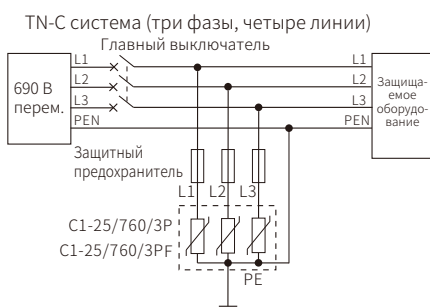 TN-C система (три фазы, четыре линии)
Главный выключатель
690 В
перем.
L1
L2
L3
PEN
L1
L2
L3
PEN
Защища-
емое
оборудо-
вание
Защитный
предохранитель
L1 L2 L3
C1-25/760/3P
C1-25/760/3PF
PE